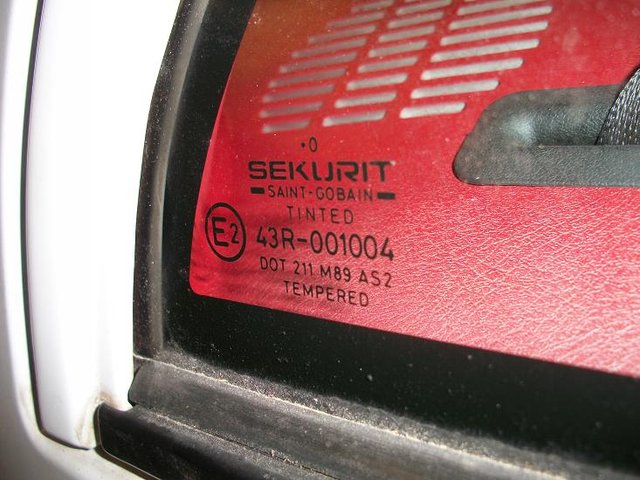 ·0
SEKURIT
SAINT-GOBAIN
TINTED
E2 43R-001004
DOT 211 M89 AS2
TEMPERED